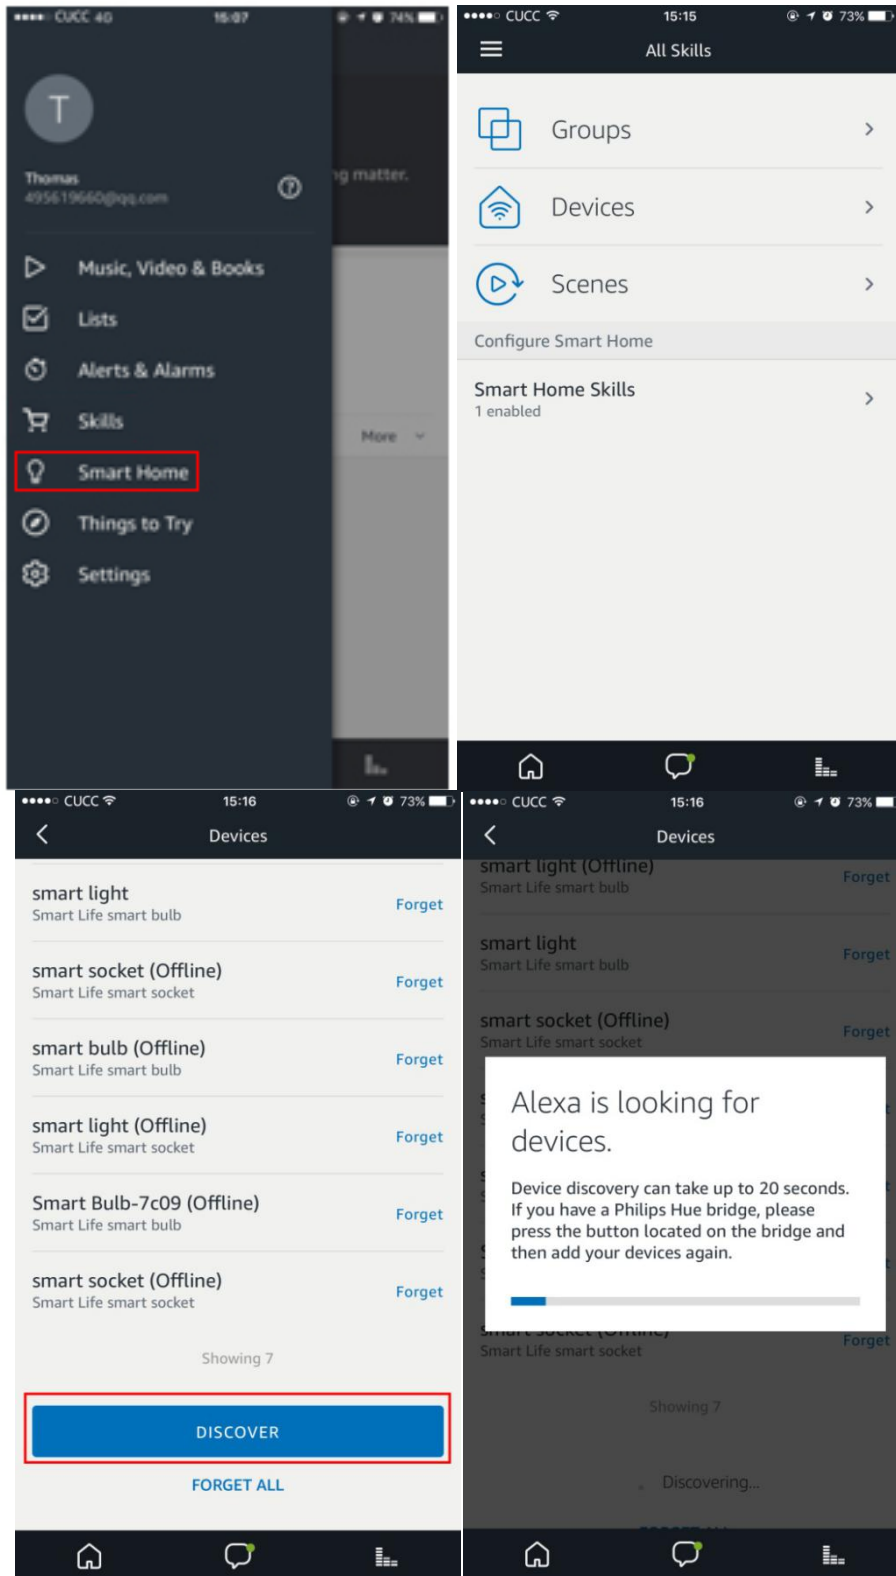 CUCC 4G 15:07 74%
T
Thomas
495619660@qq.com
ng matter.
Music, Video & Books
Lists
Alerts & Alarms
Skills
More
Smart Home
Things to Try
Settings
CUCC 15:15 73%
All Skills
Groups
Devices
Scenes
Configure Smart Home
Smart Home Skills
1 enabled
CUCC 15:16 73%
Devices
smart light
Smart Life smart bulb
Forget
smart socket (Offline)
Smart Life smart socket
Forget
smart bulb (Offline)
Smart Life smart bulb
Forget
smart light (Offline)
Smart Life smart socket
Forget
Smart Bulb-7c09 (Offline)
Smart Life smart bulb
Forget
smart socket (Offline)
Smart Life smart socket
Forget
Showing 7
DISCOVER
FORGET ALL
CUCC 15:16 73%
Devices
smart light (Offline)
Smart Life smart bulb
Forget
smart light
Smart Life smart bulb
Forget
smart socket (Offline)
Smart Life smart socket
Forget
Alexa is looking for
devices.
Device discovery can take up to 20 seconds.
If you have a Philips Hue bridge, please
press the button located on the bridge and
then add your devices again.
smart socket (Offline)
Smart Life smart socket
Forget
Showing 7
Discovering...